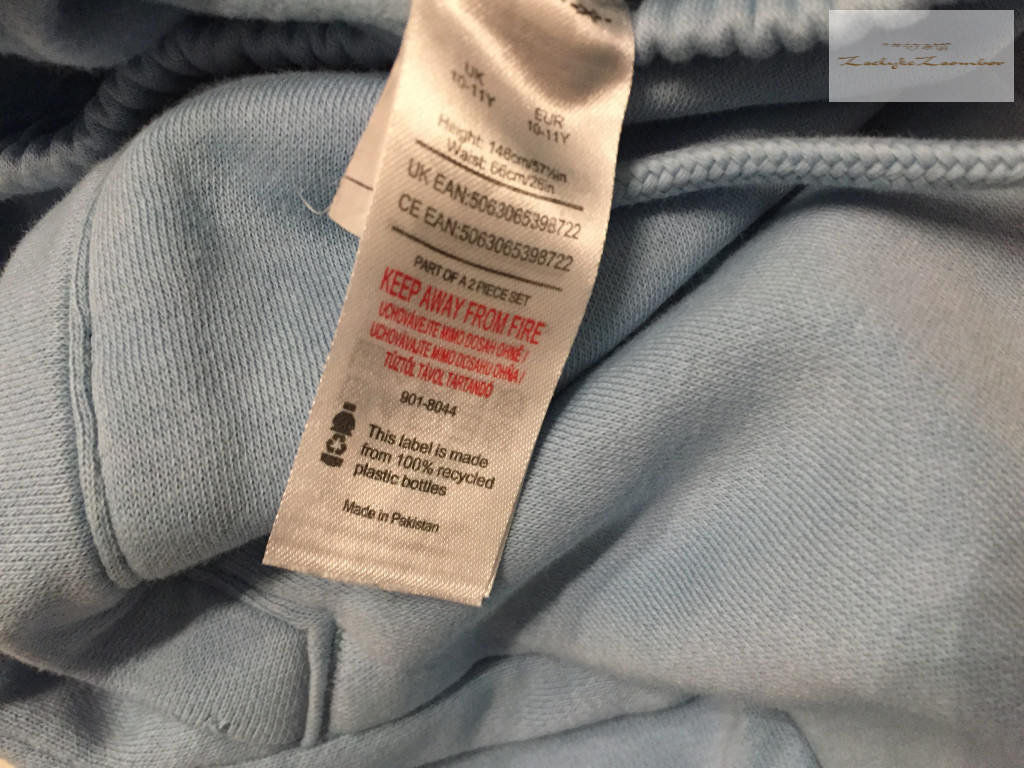 UK
10-11Y
EUR
10-11Y
Height: 146cm/57½in
Waist: 66cm/26in
UK EAN:5063065398722
CE EAN:5063065398722
PART OF A 2 PIECE SET
KEEP AWAY FROM FIRE
UCHOVÁVEJTE MIMO DOSAH OHNĚ /
UCHOVÁVAJTE MIMO DOSAHU OHŇA /
TŰZTŐL TÁVOL TARTANDÓ
901-8044
This label is made
from 100% recycled
plastic bottles
Made in Pakistan